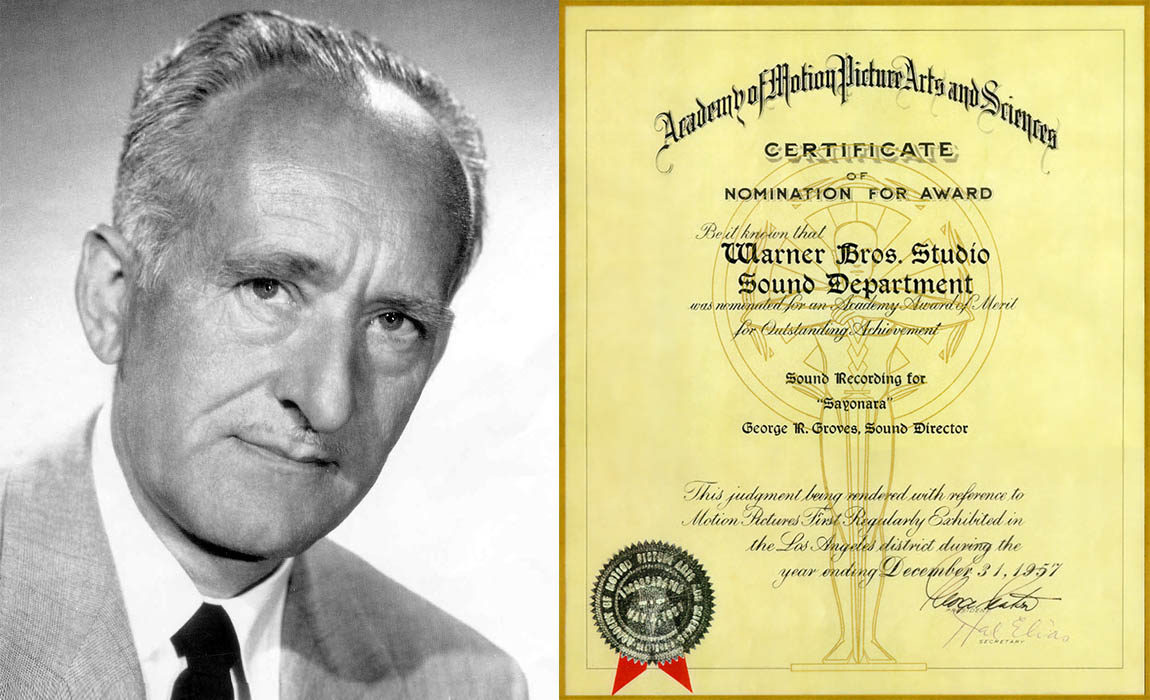 Academy of Motion Picture Arts and Sciences
CERTIFICATE
OF
NOMINATION FOR AWARD
Be it known that
Warner Bros. Studio
Sound Department
was nominated for an Academy Award of Merit
for Outstanding Achievement
Sound Recording for
"Sayonara"
George R. Groves, Sound Director
This judgment being rendered with reference to
Motion Pictures First Regularly Exhibited in
the Los Angeles district during the
year ending December 31, 1957
PRESIDENT
Hal Elias
SECRETARY